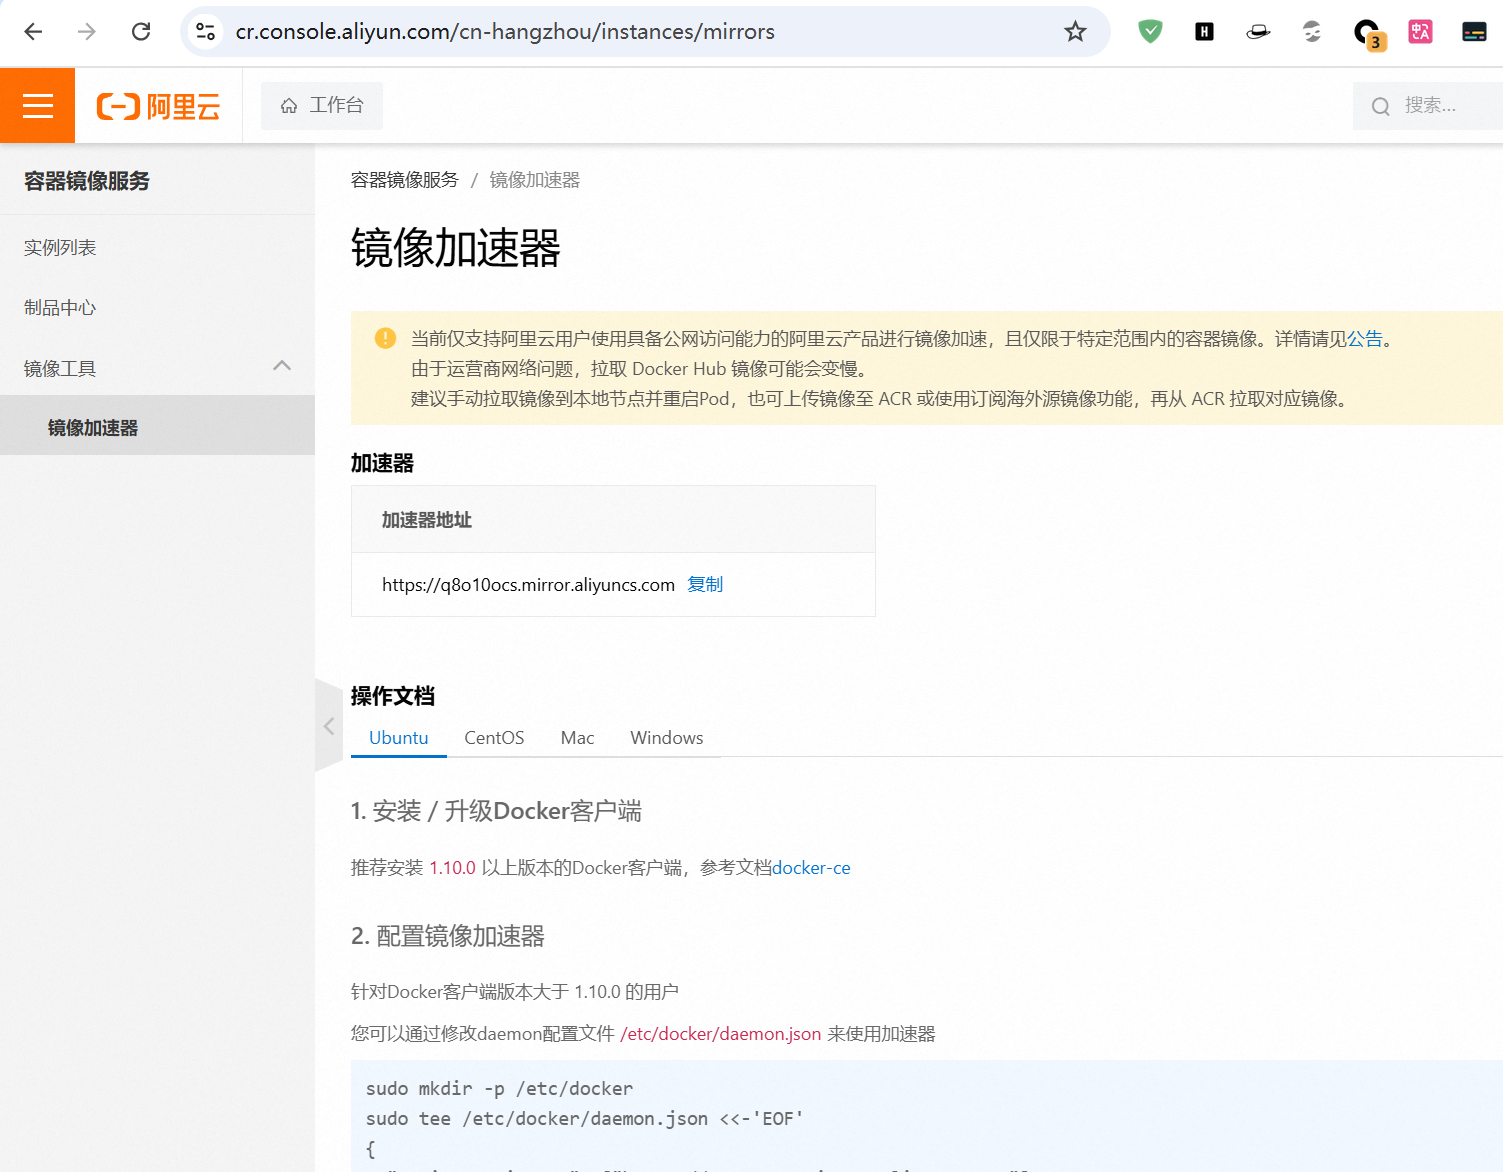 cr.console.aliyun.com/cn-hangzhou/instances/mirrors
H
3
中A
阿里云
工作台
搜索...
容器镜像服务
实例列表
制品中心
镜像工具
镜像加速器
容器镜像服务 / 镜像加速器
镜像加速器
当前仅支持阿里云用户使用具备公网访问能力的阿里云产品进行镜像加速，且仅限于特定范围内的容器镜像。详情请见公告。
由于运营商网络问题，拉取 Docker Hub 镜像可能会变慢。
建议手动拉取镜像到本地节点并重启Pod，也可上传镜像至 ACR 或使用订阅海外源镜像功能，再从 ACR 拉取对应镜像。
加速器
加速器地址
https://q8o10ocs.mirror.aliyuncs.com 复制
操作文档
Ubuntu CentOS Mac Windows
1. 安装 / 升级Docker客户端
推荐安装 1.10.0 以上版本的Docker客户端，参考文档docker-ce
2. 配置镜像加速器
针对Docker客户端版本大于 1.10.0 的用户
您可以通过修改daemon配置文件 /etc/docker/daemon.json 来使用加速器
sudo mkdir -p /etc/docker
sudo tee /etc/docker/daemon.json <<-'EOF'
{